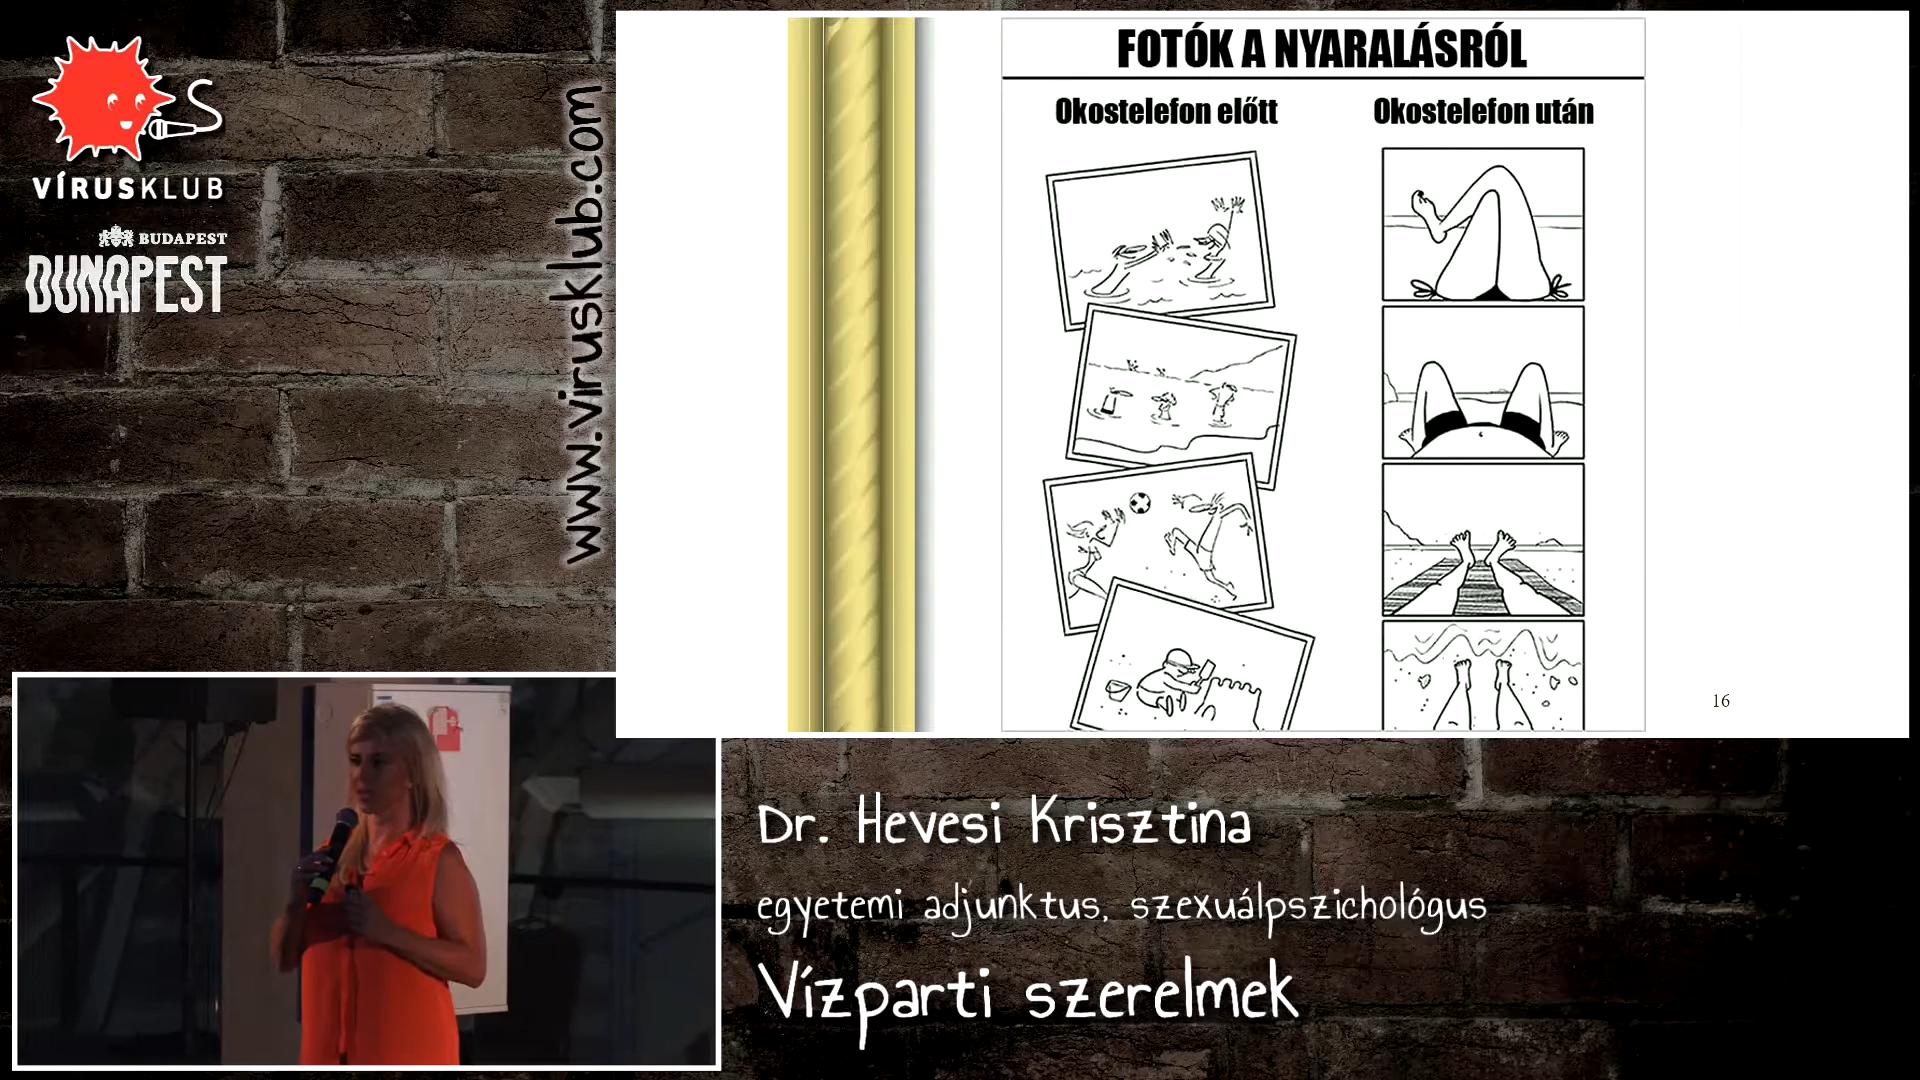 VÍRUSKLUB
BUDAPEST
DUNAPEST
www.virusklub.com
FOTÓK A NYARALÁSRÓL
Okostelefon előtt
Okostelefon után
16
Dr. Hevesi Krisztina
egyetemi adjunktus, szexuálpszichológus
Vízparti szerelmek